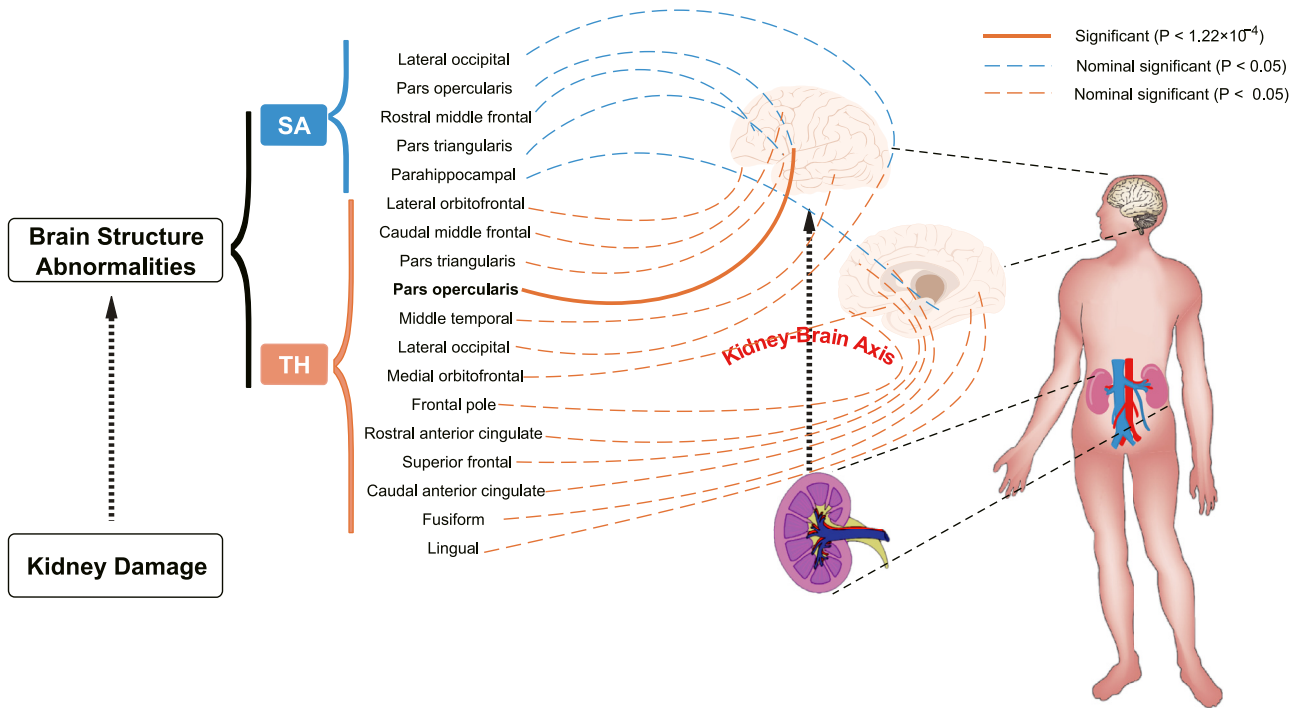 Significant (P < 1.22×10⁻⁴)
Nominal significant (P < 0.05)
Nominal significant (P < 0.05)
Brain Structure
Abnormalities
Kidney Damage
SA
TH
Lateral occipital
Pars opercularis
Rostral middle frontal
Pars triangularis
Parahippocampal
Lateral orbitofrontal
Caudal middle frontal
Pars triangularis
Pars opercularis
Middle temporal
Lateral occipital
Medial orbitofrontal
Frontal pole
Rostral anterior cingulate
Superior frontal
Caudal anterior cingulate
Fusiform
Lingual
Kidney-Brain Axis